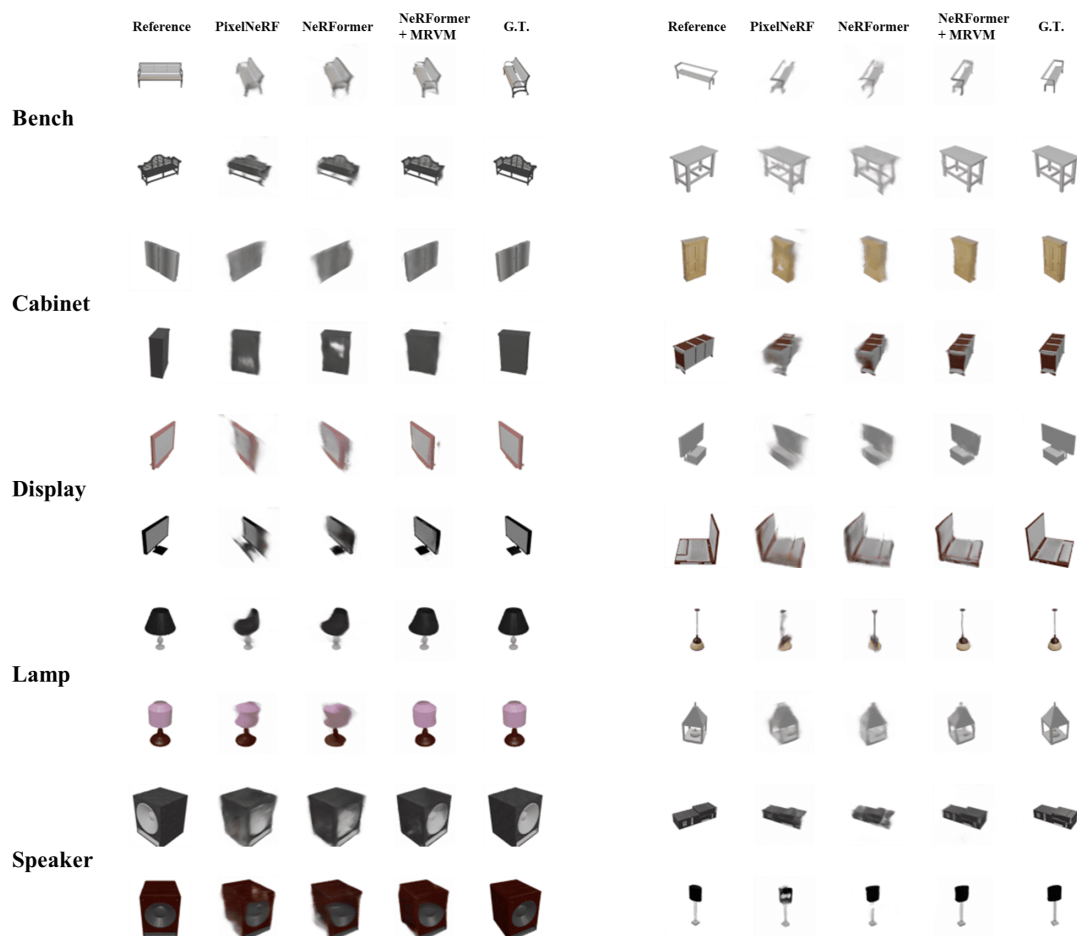 Reference PixelNeRF NeRFormer NeRFormer + MRVM G.T. Reference PixelNeRF NeRFormer NeRFormer + MRVM G.T.
Bench
Cabinet
Display
Lamp
Speaker